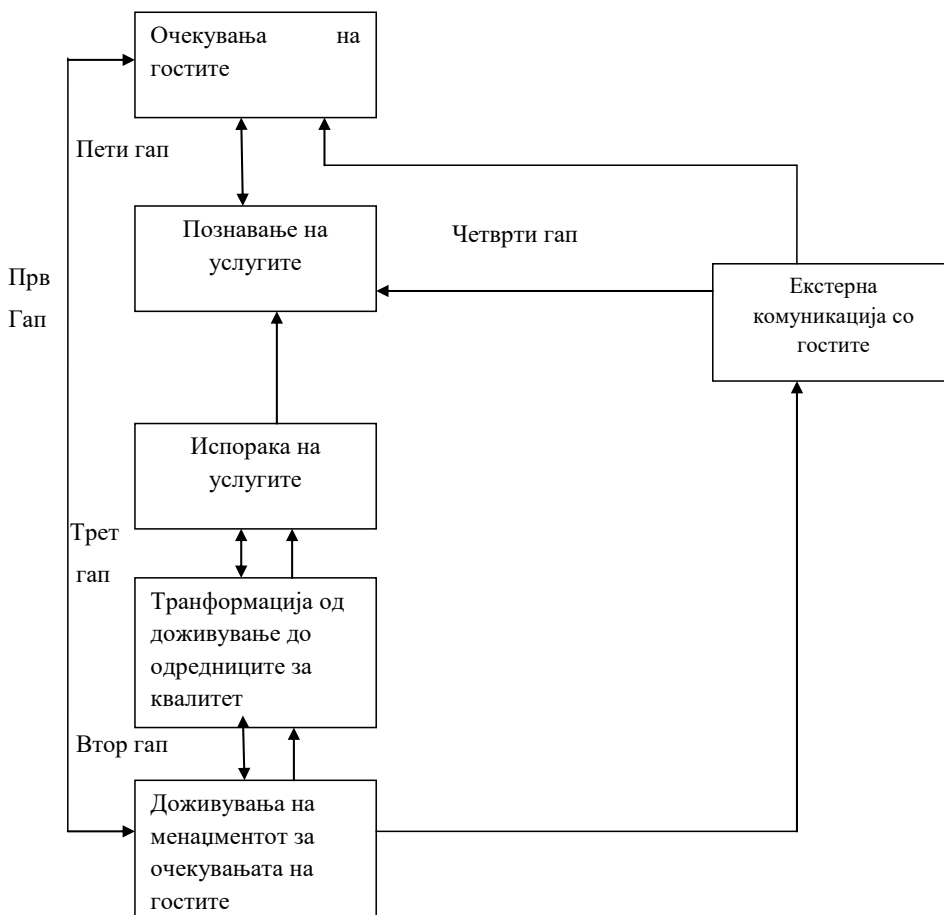 Очекувања на
гостите
Пети гап
Познавање на
услугите
Четврти гап
Прв
Гап
Екстерна
комуникација со
гостите
Испорака на
услугите
Трет
гап
Транформација од
доживување до
одредниците за
квалитет
Втор гап
Доживувања на
менаџментот за
очекувањата на
гостите